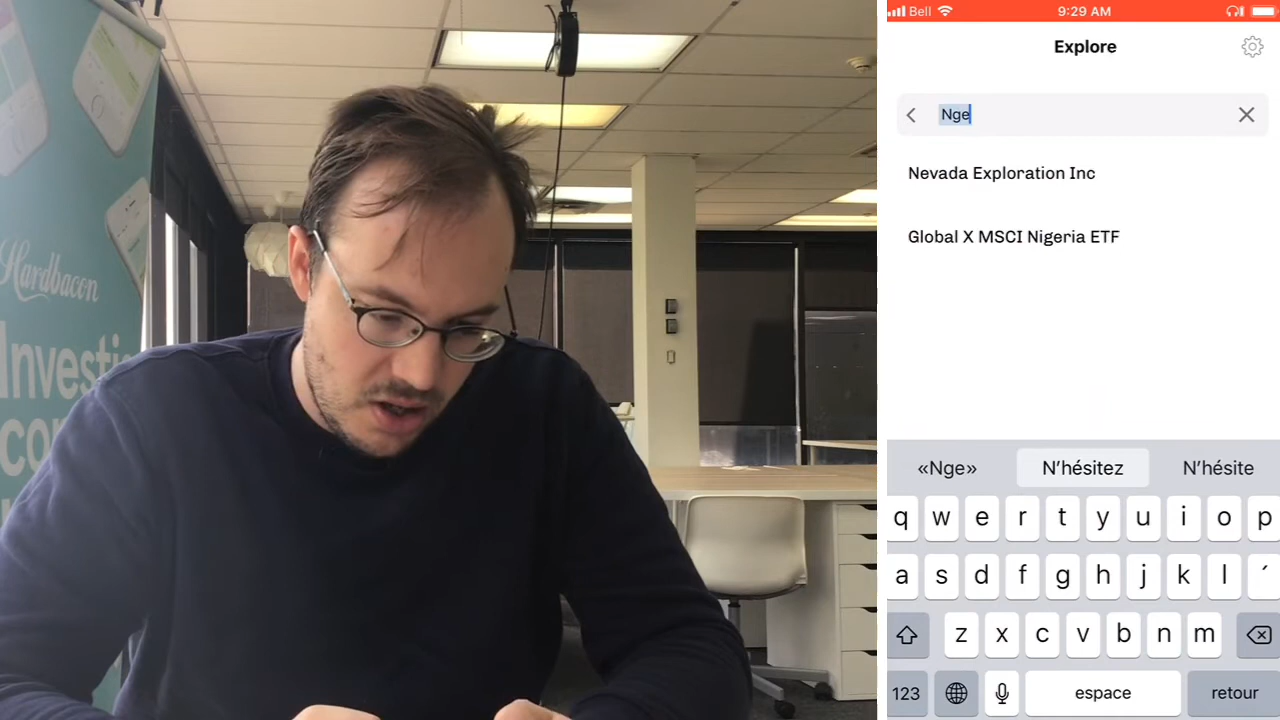 Hardbacon
Investi
con
Bell
9:29 AM
Explore
Nge
Nevada Exploration Inc
Global X MSCI Nigeria ETF
«Nge»
N'hésitez
N'hésite
q w e r t y u i o p
a s d f g h j k l ´
z x c v b n m
123
espace
retour